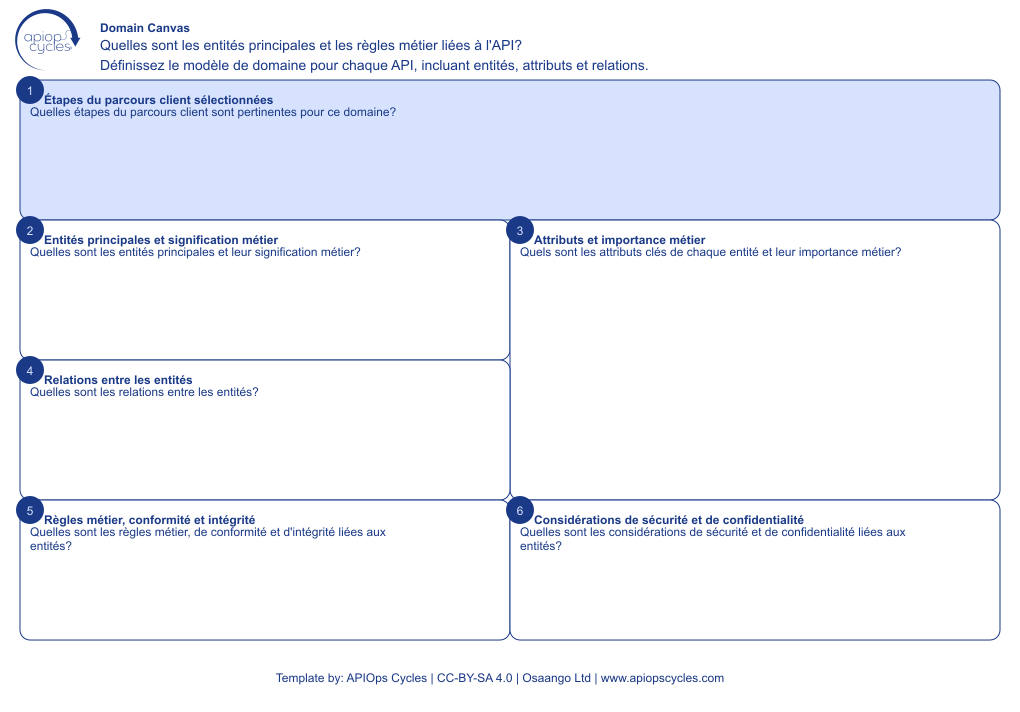 apiops
cycles
Domain Canvas
Quelles sont les entités principales et les règles métier liées à l'API?
Définissez le modèle de domaine pour chaque API, incluant entités, attributs et relations.
1
Étapes du parcours client sélectionnées
Quelles étapes du parcours client sont pertinentes pour ce domaine?
2
Entités principales et signification métier
Quelles sont les entités principales et leur signification métier?
3
Attributs et importance métier
Quels sont les attributs clés de chaque entité et leur importance métier?
4
Relations entre les entités
Quelles sont les relations entre les entités?
5
Règles métier, conformité et intégrité
Quelles sont les règles métier, de conformité et d'intégrité liées aux
entités?
6
Considérations de sécurité et de confidentialité
Quelles sont les considérations de sécurité et de confidentialité liées aux
entités?
Template by: APIOps Cycles | CC-BY-SA 4.0 | Osaango Ltd | www.apiopscycles.com